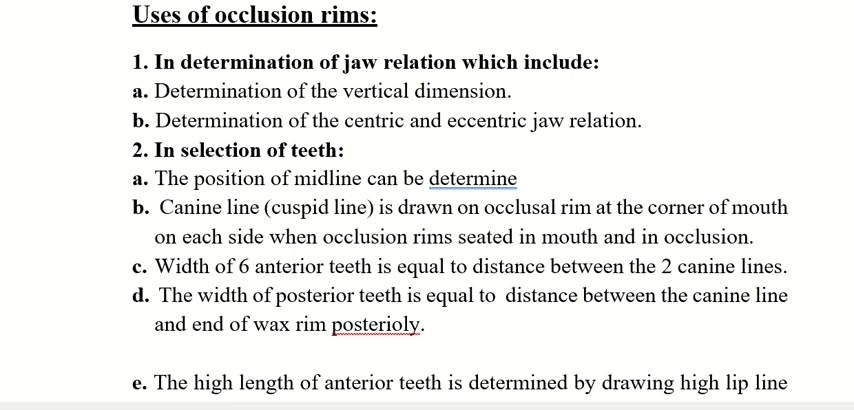 Uses of occlusion rims:
1. In determination of jaw relation which include:
a. Determination of the vertical dimension.
b. Determination of the centric and eccentric jaw relation.
2. In selection of teeth:
a. The position of midline can be determine
b. Canine line (cuspid line) is drawn on occlusal rim at the corner of mouth
on each side when occlusion rims seated in mouth and in occlusion.
c. Width of 6 anterior teeth is equal to distance between the 2 canine lines.
d. The width of posterior teeth is equal to distance between the canine line
and end of wax rim posterioly.
e. The high length of anterior teeth is determined by drawing high lip line